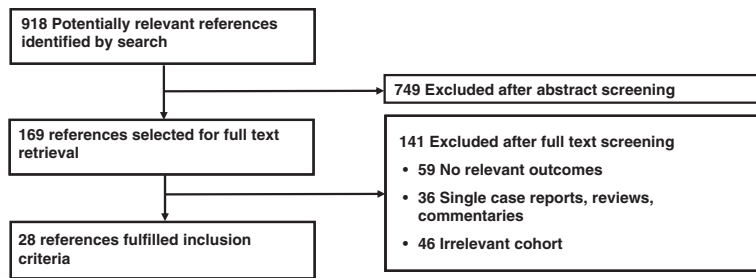 918 Potentially relevant references
identified by search
749 Excluded after abstract screening
169 references selected for full text
retrieval
141 Excluded after full text screening
• 59 No relevant outcomes
• 36 Single case reports, reviews,
commentaries
• 46 Irrelevant cohort
28 references fulfilled inclusion
criteria